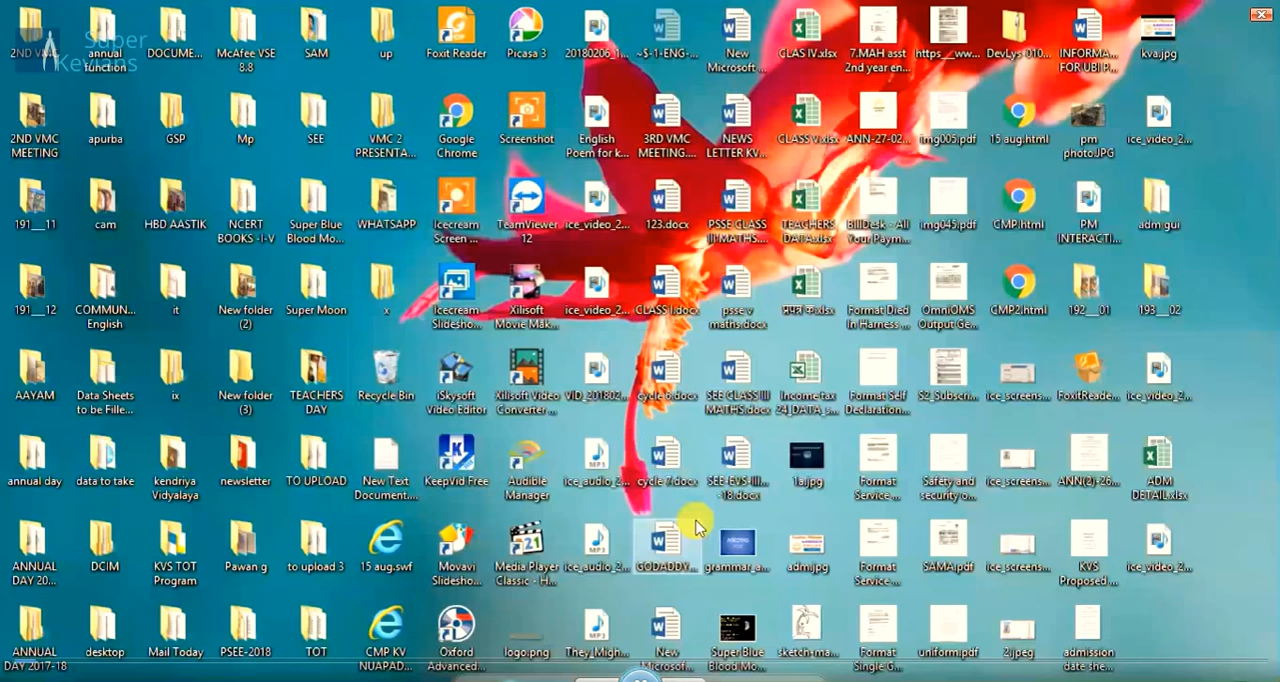 Super
Kevians
2ND VMC
annual
function
DOCUME...
McAfee VSE
8.8
SAM
up
Foxit Reader
Picasa 3
20180206_1...
~$-1-ENG-...
New
Microsoft ...
CLAS IV.xlsx
7.MAH asst
2nd year en...
https__ww...
DevLys 010...
INFORMA...
FOR UBI P...
kva.jpg
2ND VMC
MEETING
apurba
GSP
Mp
SEE
VMC 2
PRESENTA...
Google
Chrome
Screenshot
English
Poem for k...
3RD VMC
MEETING....
NEWS
LETTER KV...
CLASS V.xlsx
ANN-27-02...
img005.pdf
15 aug.html
pm
photo.JPG
ice_video_2...
191__11
cam
HBD AASTIK
NCERT
BOOKS -I-V
Super Blue
Blood Mo...
WHATSAPP
Icecream
Screen ...
TeamViewer
12
ice_video_2...
123.docx
PSSE CLASS
III MATHS....
TEACHERS
DATA.xlsx
BillDesk - All
Your Paym...
img045.pdf
CMP.html
PM
INTERACTI...
adm.gui
191__12
COMMUN...
English
it
New folder
(2)
Super Moon
x
Icecream
Slidesho...
Xilisoft
Movie Mak...
ice_video_2...
CLASS I.docx
psse v
maths.docx
Format Died
In Harness ...
OmniOMS
Output Ge...
CMP2.html
192__01
193__02
AAYAM
Data Sheets
to be Fille...
ix
New folder
(3)
TEACHERS
DAY
Recycle Bin
iSkysoft
Video Editor
Xilisoft Video
Converter ...
VID_201802...
cycle 6.docx
SEE CLASS III
MATHS.docx
Income tax
24_DATA_s...
Format Self
Declaration...
S2_Subscri...
ice_screens...
FoxitReade...
ice_video_2...
annual day
data to take
kendriya
Vidyalaya
newsletter
TO UPLOAD
New Text
Document....
KeepVid Free
Audible
Manager
ice_audio_2...
cycle 7.docx
SEE-EVS-III...
-18.docx
1a.jpg
Format
Service ...
Safety and
security o...
ice_screens...
ANN(2)-26...
ADM
DETAIL.xlsx
ANNUAL
DAY 20...
DCIM
KVS TOT
Program
Pawan g
to upload 3
15 aug.swf
Movavi
Slidesho...
Media Player
Classic - H...
ice_audio_2...
GODADDY...
grammar_a...
adm.jpg
Format
Service ...
SAMA.pdf
ice_screens...
KVS
Proposed ...
ice_video_2...
ANNUAL
DAY 2017-18
desktop
Mail Today
PSEE-2018
TOT
CMP KV
NUAPAD...
Oxford
Advanced...
logo.png
They_Migh...
New
Microsoft...
Super Blue
Blood Mo...
sketch-ma...
Format
Single G...
uniform.pdf
2.jpeg
admission
date she...